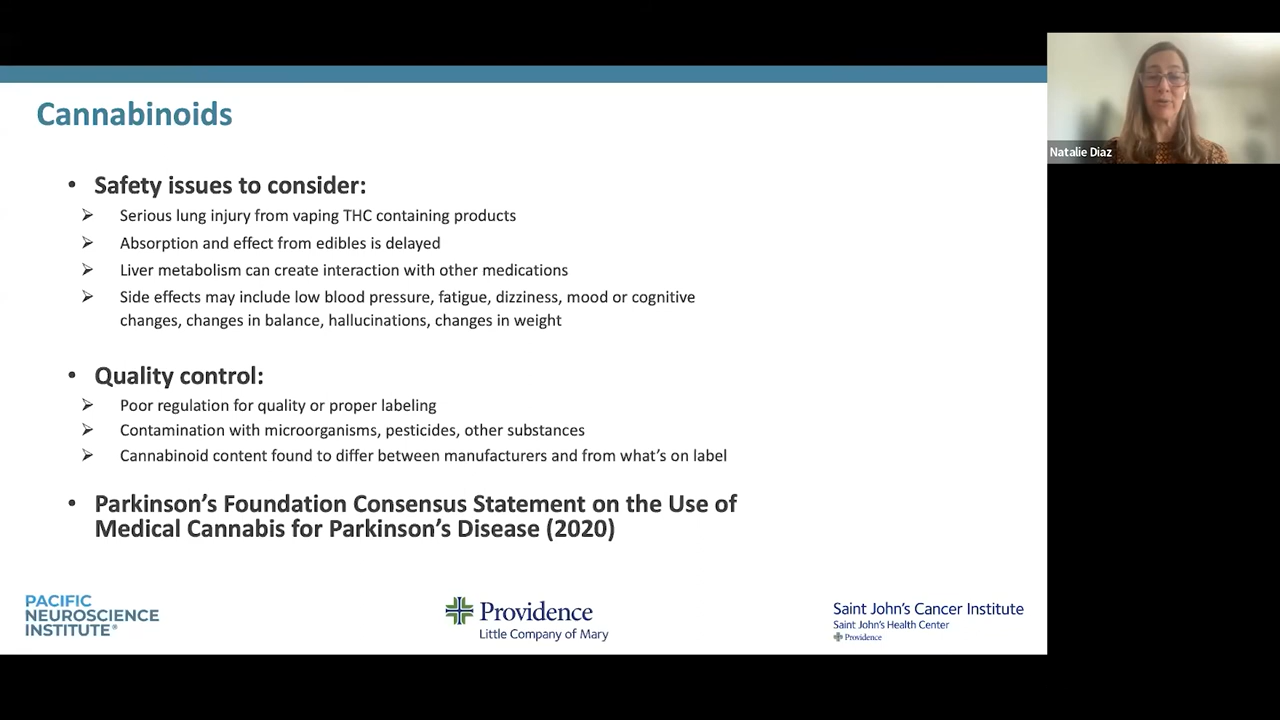 Cannabinoids
• Safety issues to consider:
➢ Serious lung injury from vaping THC containing products
➢ Absorption and effect from edibles is delayed
➢ Liver metabolism can create interaction with other medications
➢ Side effects may include low blood pressure, fatigue, dizziness, mood or cognitive
changes, changes in balance, hallucinations, changes in weight
• Quality control:
➢ Poor regulation for quality or proper labeling
➢ Contamination with microorganisms, pesticides, other substances
➢ Cannabinoid content found to differ between manufacturers and from what’s on label
• Parkinson’s Foundation Consensus Statement on the Use of
Medical Cannabis for Parkinson’s Disease (2020)
PACIFIC
NEUROSCIENCE
INSTITUTE®
Providence
Little Company of Mary
Saint John’s Cancer Institute
Saint John’s Health Center
Providence
Natalie Diaz